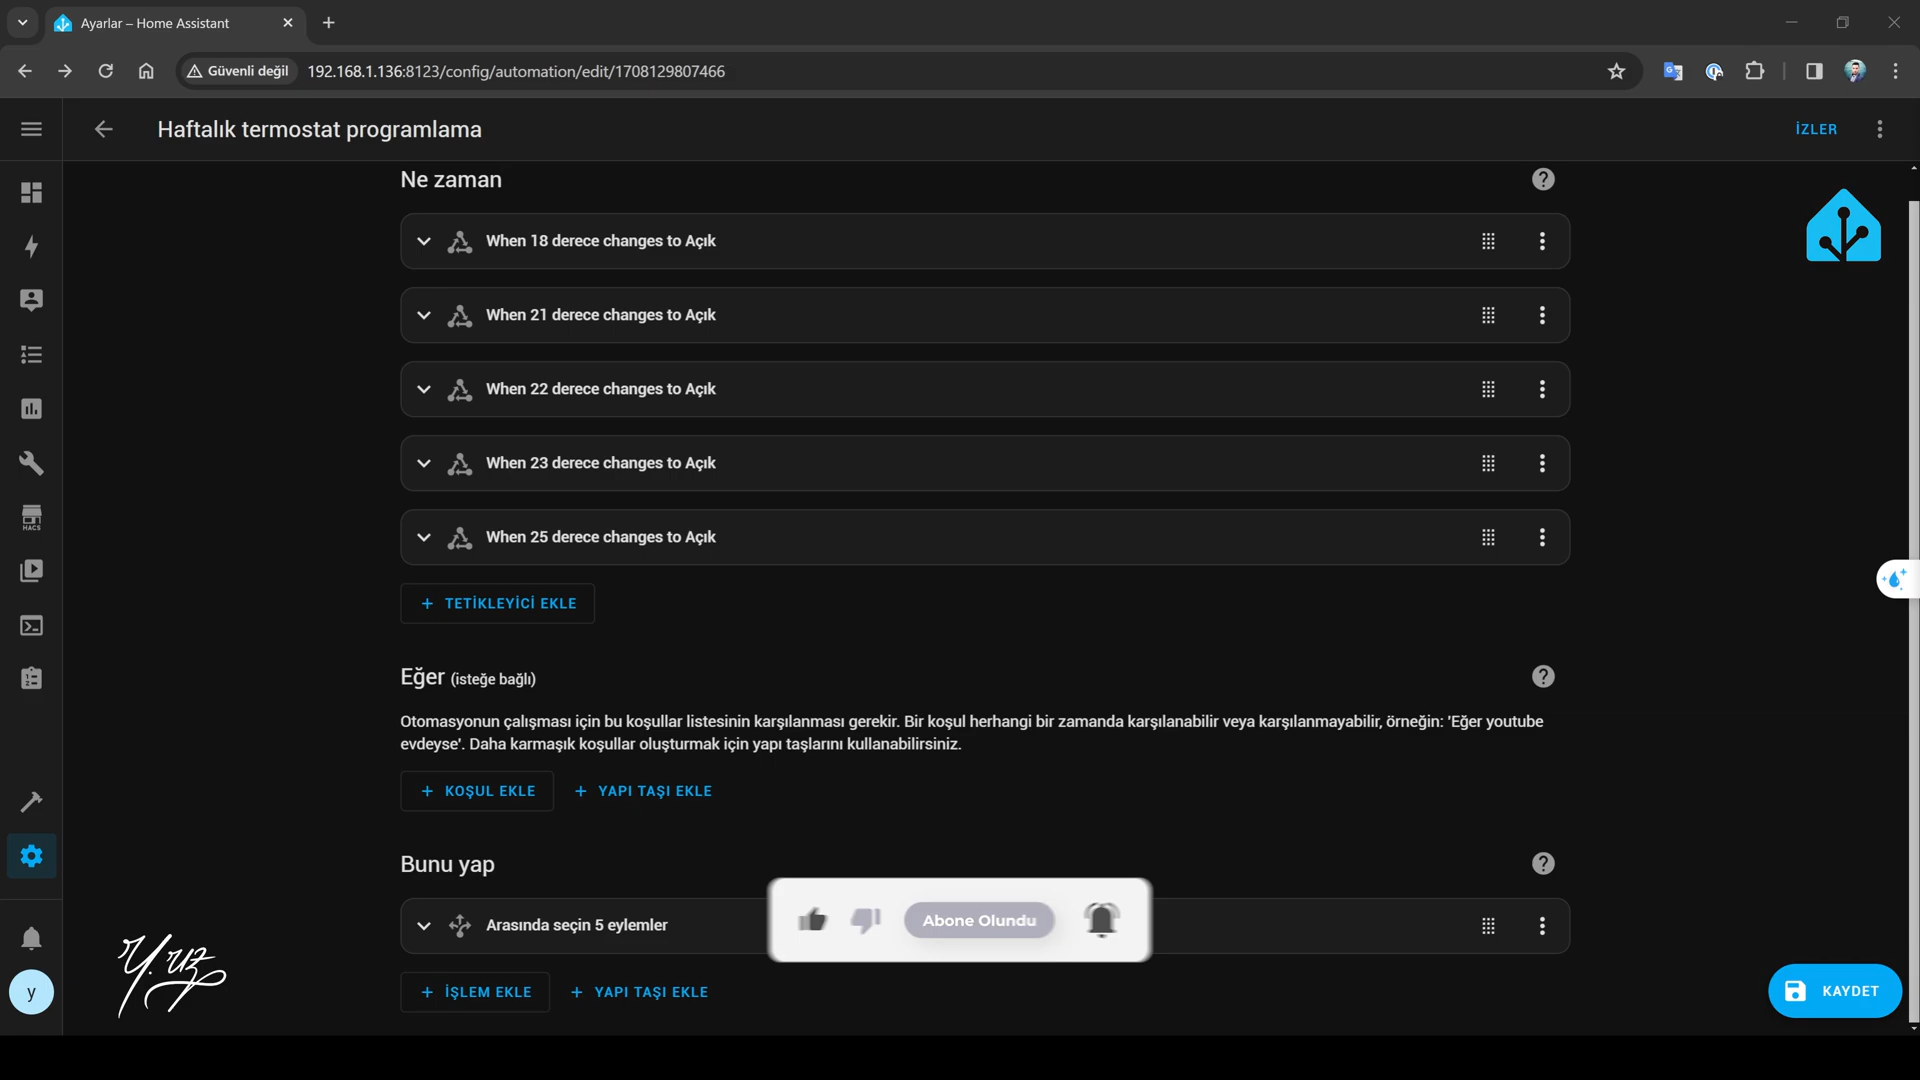 Ayarlar – Home Assistant
Güvenli değil
192.168.1.136:8123/config/automation/edit/1708129807466
Haftalık termostat programlama
İZLER
Ne zaman
When 18 derece changes to Açık
When 21 derece changes to Açık
When 22 derece changes to Açık
When 23 derece changes to Açık
When 25 derece changes to Açık
+ TETİKLEYİCİ EKLE
Eğer (isteğe bağlı)
Otomasyonun çalışması için bu koşullar listesinin karşılanması gerekir. Bir koşul herhangi bir zamanda karşılanabilir veya karşılanmayabilir, örneğin: 'Eğer youtube
evdeyse'. Daha karmaşık koşullar oluşturmak için yapı taşlarını kullanabilirsiniz.
+ KOŞUL EKLE + YAPI TAŞI EKLE
Bunu yap
Arasında seçin 5 eylemler
Abone Olundu
+ İŞLEM EKLE + YAPI TAŞI EKLE
KAYDET
HACS
y
Y.uz